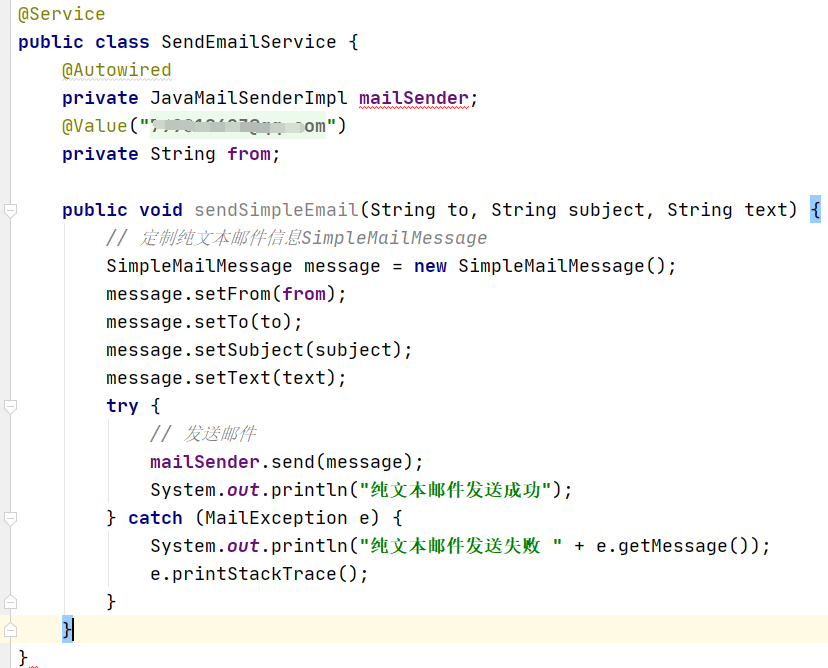 @Service
public class SendEmailService {
    @Autowired
    private JavaMailSenderImpl mailSender;
    @Value("")
    private String from;

    public void sendSimpleEmail(String to, String subject, String text) {
        // 定制纯文本邮件信息SimpleMailMessage
        SimpleMailMessage message = new SimpleMailMessage();
        message.setFrom(from);
        message.setTo(to);
        message.setSubject(subject);
        message.setText(text);
        try {
            // 发送邮件
            mailSender.send(message);
            System.out.println("纯文本邮件发送成功");
        } catch (MailException e) {
            System.out.println("纯文本邮件发送失败 " + e.getMessage());
            e.printStackTrace();
        }
    }
}